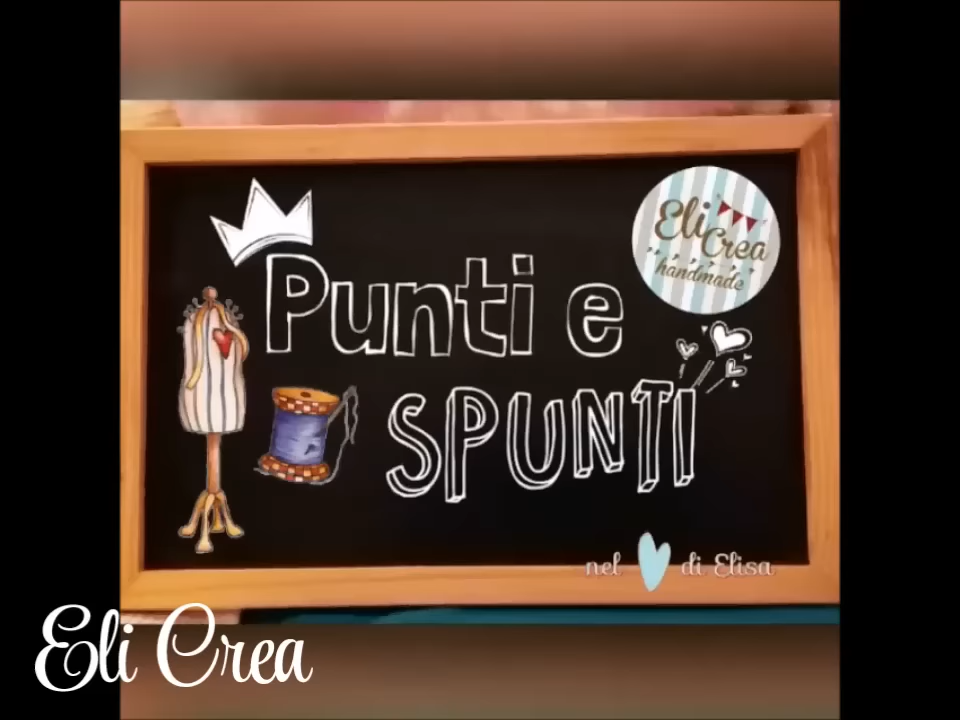 Punti e
SPUNTI
Eli
Crea
handmade
nel di Elisa
Eli Crea